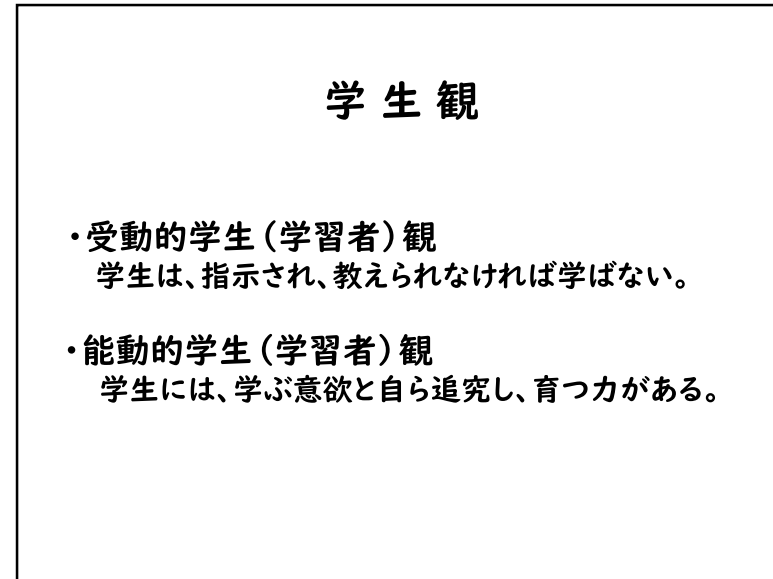 学 生 観
・受動的学生(学習者)観
学生は、指示され、教えられなければ学ばない。
・能動的学生(学習者)観
学生には、学ぶ意欲と自ら追究し、育つ力がある。